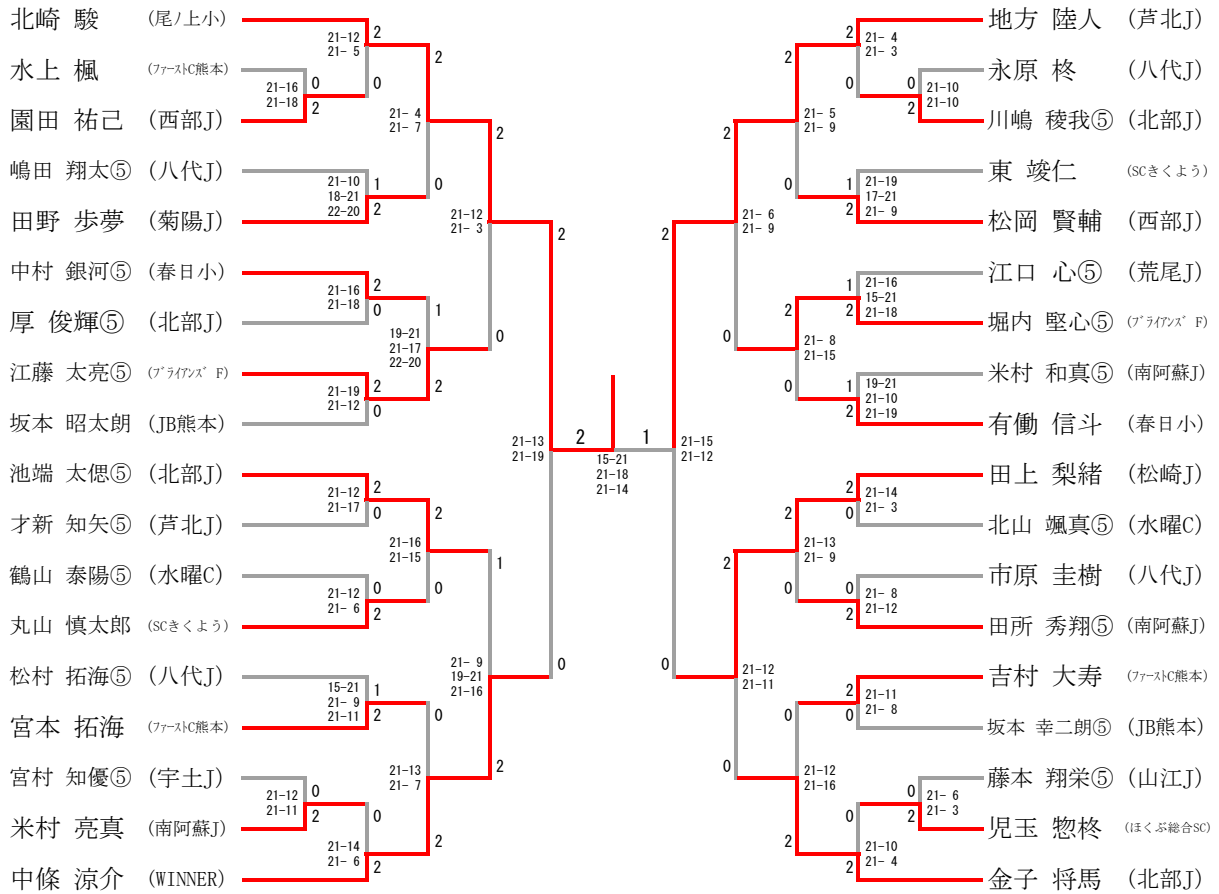 北崎 駿 (尾ノ上小)
水上 楓 (ファーストC熊本)
園田 祐己 (西部J)
嶋田 翔太⑤ (八代J)
田野 歩夢 (菊陽J)
中村 銀河⑤ (春日小)
厚 俊輝⑤ (北部J)
江藤 太亮⑤ (ブライアンズ F)
坂本 昭太朗 (JB熊本)
池端 太偲⑤ (北部J)
才新 知矢⑤ (芦北J)
鶴山 泰陽⑤ (水曜C)
丸山 慎太郎 (SCきくよう)
松村 拓海⑤ (八代J)
宮本 拓海 (ファーストC熊本)
宮村 知優⑤ (宇土J)
米村 亮真 (南阿蘇J)
中條 涼介 (WINNER)
21-12 2
21- 5
0
21-16 0
21-18 2
21-10 1
18-21
22-20 2
21-16 2
21-18 0
21-19 2
21-12 0
21-12 2
21-17 0
21-12 0
21- 6 2
15-21 1
21- 9
21-11 2
21-12 0
21-11 2
0
21-14
21- 6 2
2
21- 4
21- 7
0
1
19-21
21-17
22-20
2
2
21-16
21-15
0
0
21-13
21- 7
2
2
21-12
21- 3
0
1
21- 9
19-21
21-16
2
2
21-13
21-19
0
2 1
15-21
21-18
21-14
2
21-15
21-12
0
2
21- 6
21- 9
0
2
21-12
21-11
0
2
21- 5
21- 9
0
2
21- 8
21-15
0
2
21-13
21- 9
0
0
21-12
21-16
2
2 21- 4
21- 3
0
0 21-10
2 21-10
1 21-19
17-21
2 21- 9
1 21-16
15-21
2 21-18
1 19-21
21-10
2 21-19
2 21-14
0 21- 3
0 21- 8
2 21-12
2 21-11
0 21- 8
0 21- 6
2 21- 3
0
21-10
2 21- 4
地方 陸人 (芦北J)
永原 柊 (八代J)
川嶋 稜我⑤ (北部J)
東 竣仁 (SCきくよう)
松岡 賢輔 (西部J)
江口 心⑤ (荒尾J)
堀内 堅心⑤ (ブライアンズ F)
米村 和真⑤ (南阿蘇J)
有働 信斗 (春日小)
田上 梨緒 (松崎J)
北山 颯真⑤ (水曜C)
市原 圭樹 (八代J)
田所 秀翔⑤ (南阿蘇J)
吉村 大寿 (ファーストC熊本)
坂本 幸二朗⑤ (JB熊本)
藤本 翔栄⑤ (山江J)
児玉 惣柊 (ほくぶ総合SC)
金子 将馬 (北部J)